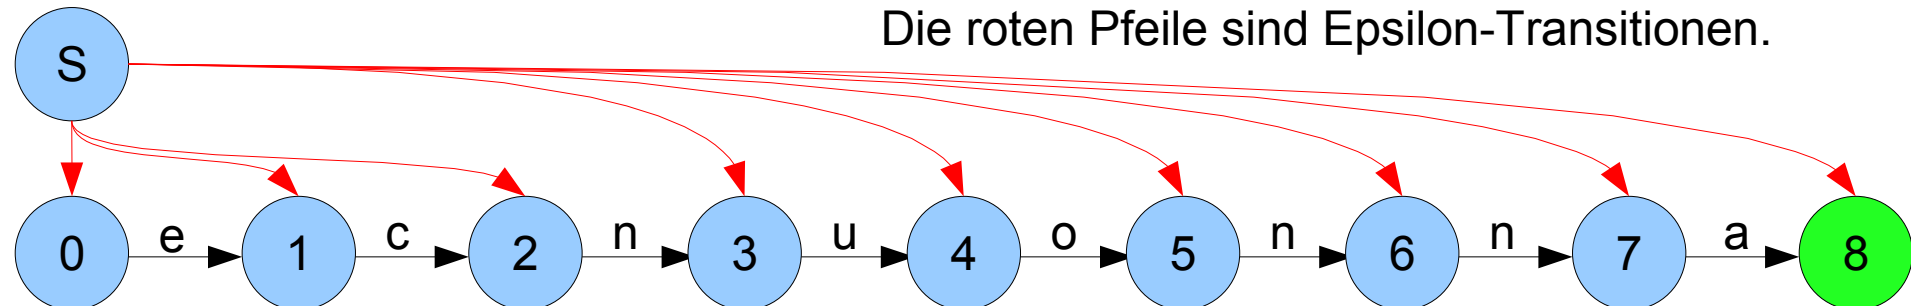 Die roten Pfeile sind Epsilon-Transitionen.
S
0 e 1 c 2 n 3 u 4 o 5 n 6 n 7 a 8